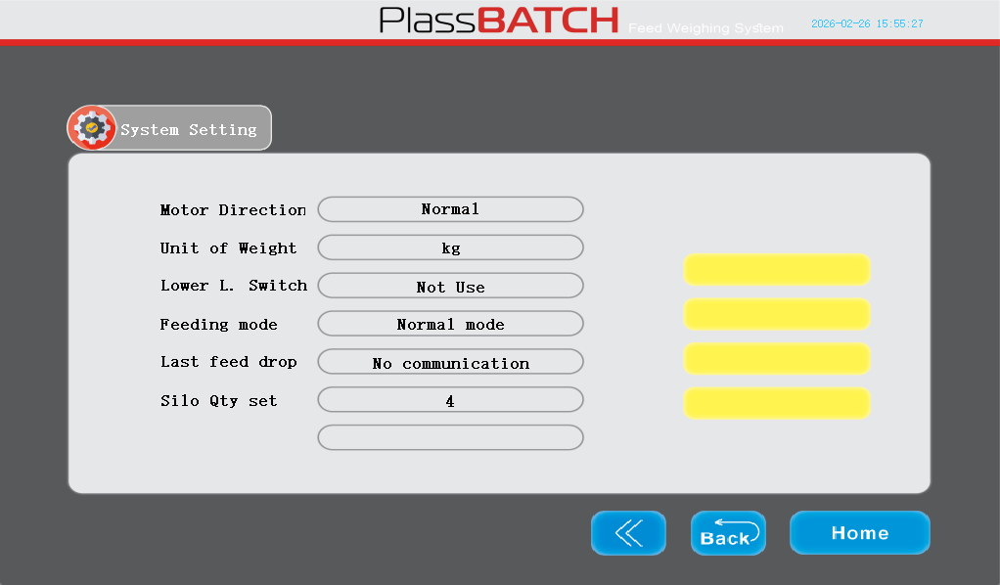 PlassBATCH Feed Weighing System 2026-02-26 15:55:27
System Setting
Motor Direction Normal
Unit of Weight kg
Lower L. Switch Not Use
Feeding mode Normal mode
Last feed drop No communication
Silo Qty set 4
Back Home